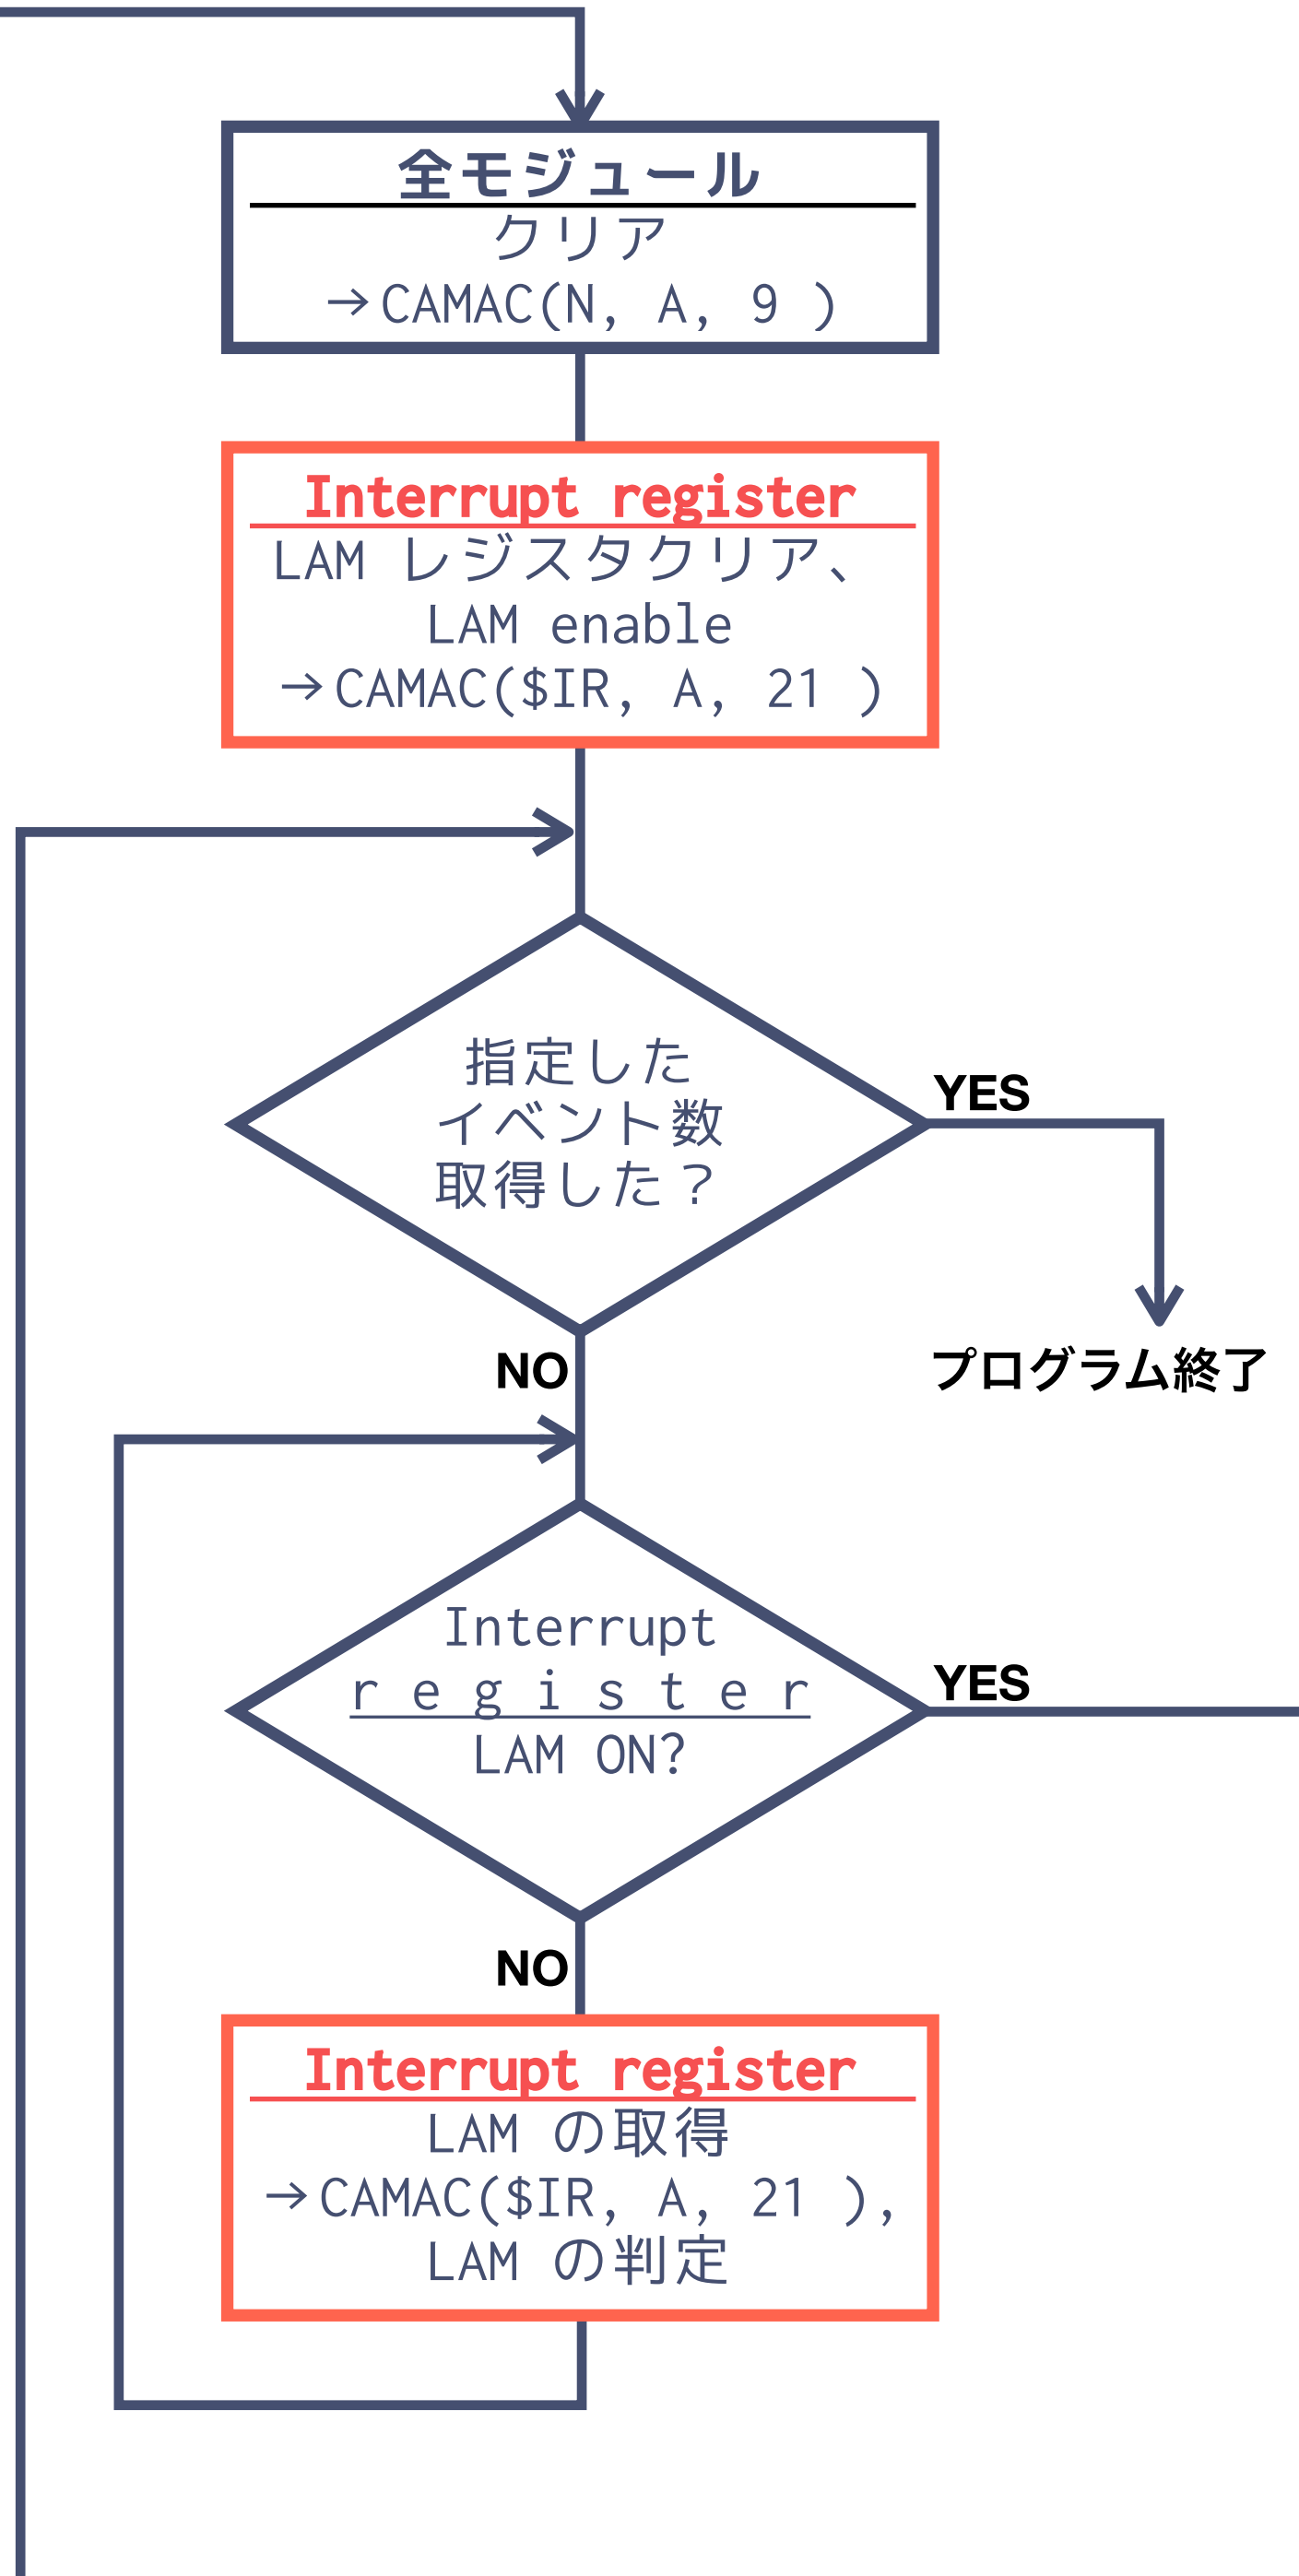 全モジュール
クリア
→CAMAC(N, A, 9 )
Interrupt register
LAM レジスタクリア、
LAM enable
→CAMAC($IR, A, 21 )
指定した
イベント数
取得した？
YES
プログラム終了
NO
Interrupt
register
LAM ON?
YES
NO
Interrupt register
LAM の取得
→CAMAC($IR, A, 21 ),
LAM の判定